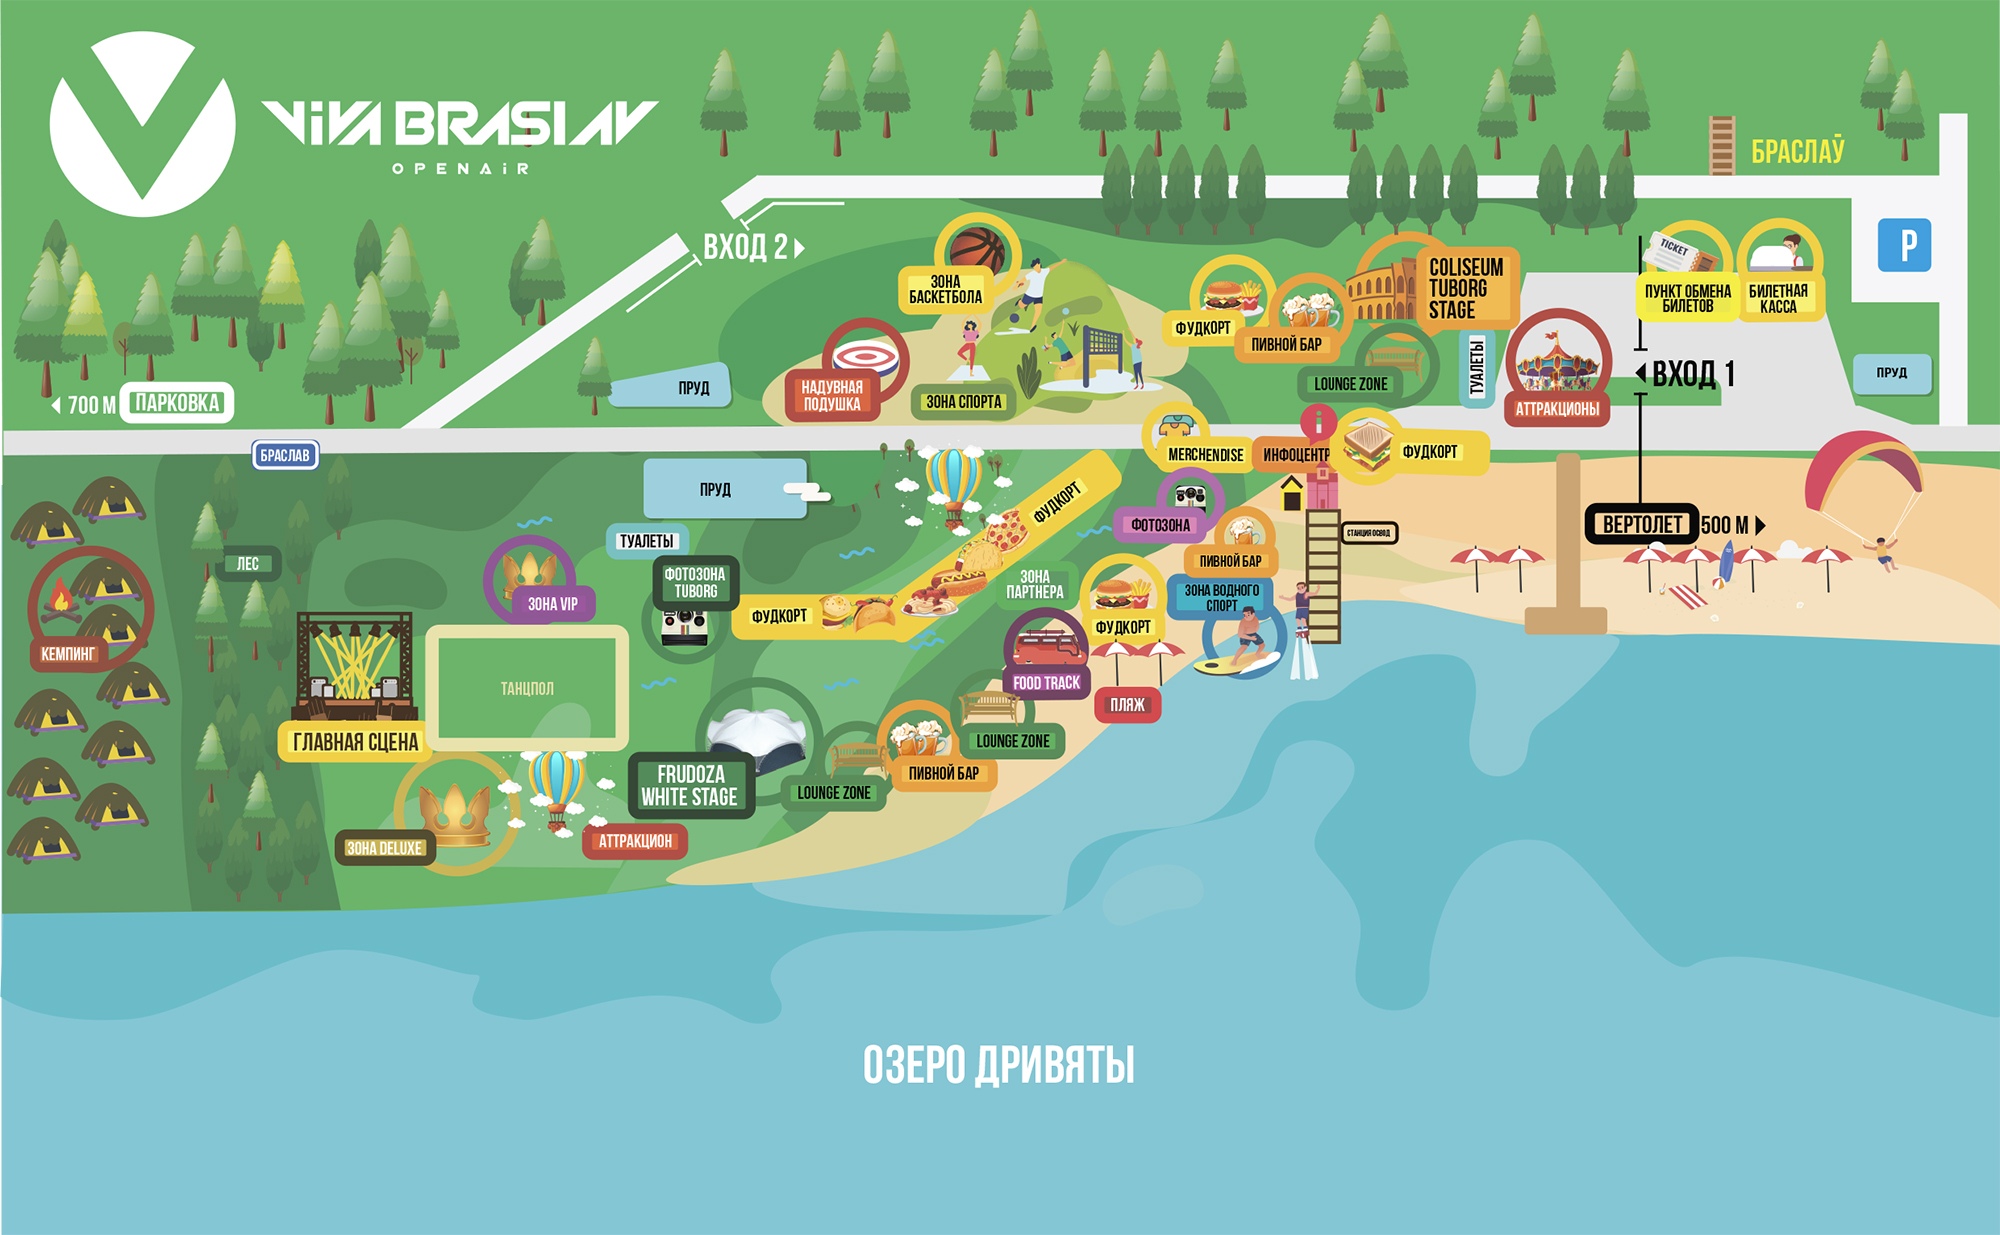 VIVA BRASLAV
OPENAIR
БРАСЛАЎ
P
ВХОД 2
ЗОНА
БАСКЕТБОЛА
COLISEUM
TUBORG
STAGE
TICKET
ПУНКТ ОБМЕНА
БИЛЕТОВ
БИЛЕТНАЯ
КАССА
ФУДКОРТ
ПИВНОЙ БАР
LOUNGE ZONE
ТУАЛЕТЫ
ВХОД 1
ПРУД
АТТРАКЦИОНЫ
ПРУД
НАДУВНАЯ
ПОДУШКА
ЗОНА СПОРТА
700 М ПАРКОВКА
БРАСЛАВ
MERCHENDISE
i
ИНФОЦЕНТР
ФУДКОРТ
ПРУД
ФУДКОРТ
ФОТОЗОНА
СТАНЦИЯ ОСВОД
ВЕРТОЛЕТ 500 М
ТУАЛЕТЫ
ЛЕС
ФОТОЗОНА
TUBORG
ЗОНА
ПАРТНЕРА
ПИВНОЙ БАР
ЗОНА ВОДНОГО
СПОРТ
ЗОНА VIP
ФУДКОРТ
ФУДКОРТ
КЕМПИНГ
ТАНЦПОЛ
FOOD TRACK
ПЛЯЖ
ГЛАВНАЯ СЦЕНА
LOUNGE ZONE
ПИВНОЙ БАР
FRUDOZA
WHITE STAGE
LOUNGE ZONE
ЗОНА DELUXE
АТТРАКЦИОН
ОЗЕРО ДРИВЯТЫ